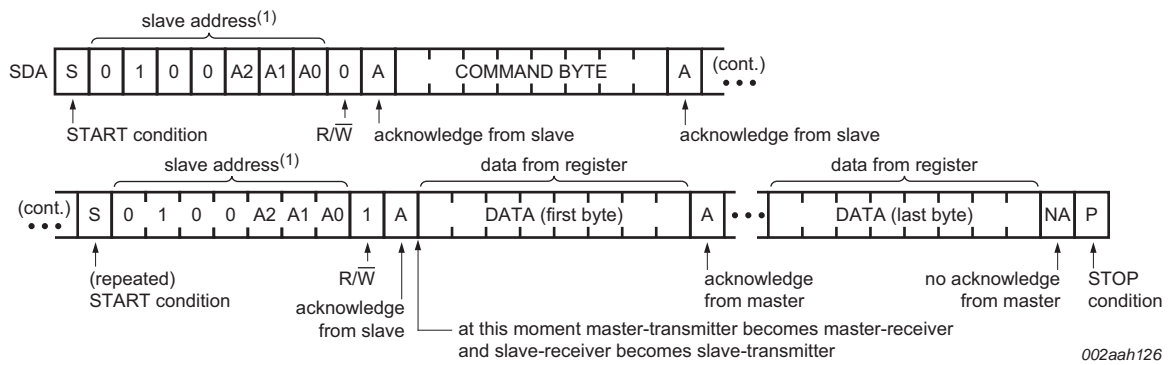 slave address(1)
SDA S 0 1 0 0 A2 A1 A0 0 A COMMAND BYTE A (cont.)
START condition R/W acknowledge from slave acknowledge from slave
slave address(1) data from register data from register
(cont.) S 0 1 0 0 A2 A1 A0 1 A DATA (first byte) A DATA (last byte) NA P
(repeated)
START condition
R/W
acknowledge
from slave
acknowledge
from master
no acknowledge
from master
STOP
condition
at this moment master-transmitter becomes master-receiver
and slave-receiver becomes slave-transmitter
002aah126